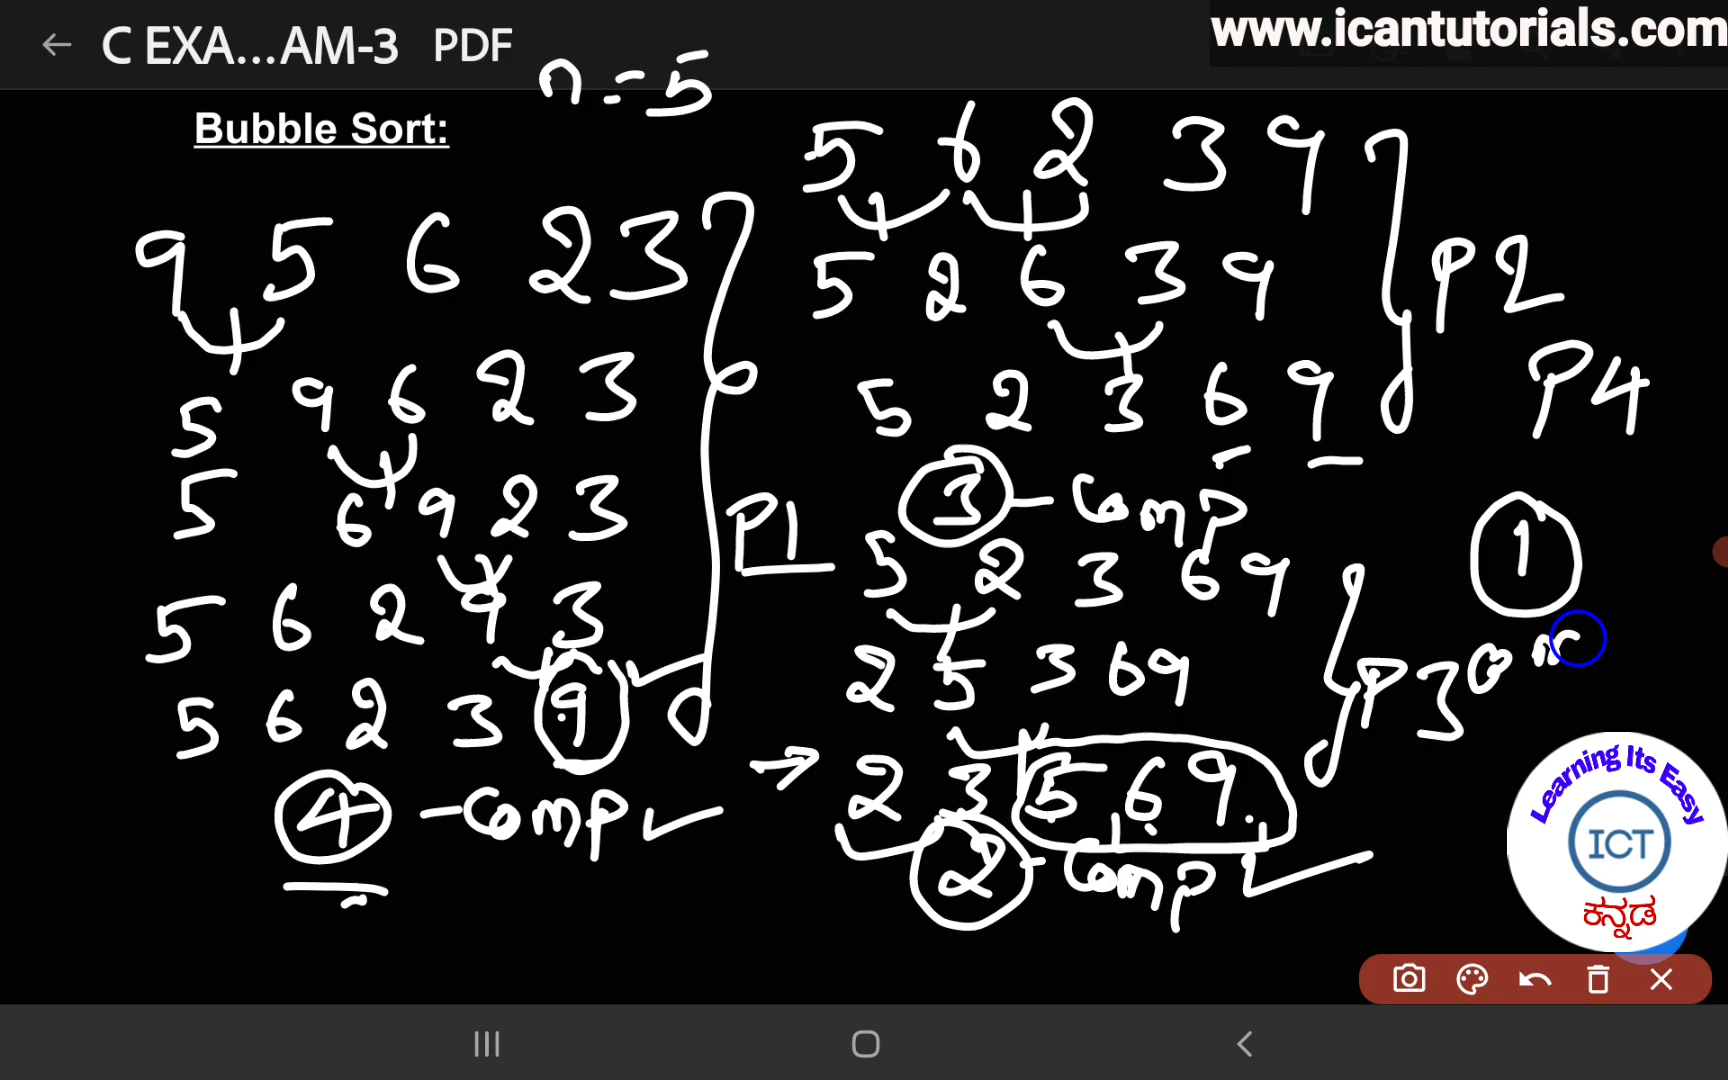 C EXA...AM-3 PDF
www.icantutorials.com
n = 5
Bubble Sort:
9 5 6 2 3
5 9 6 2 3
5 6 9 2 3
5 6 2 9 3
5 6 2 3 9
4 - comp
P1
5 6 2 3 9
5 2 6 3 9
5 2 3 6 9
P2
3 - comp
5 2 3 6 9
2 5 3 6 9
→ 2 3 5 6 9
P3
2 - comp
P4
1
Learning Its Easy
ICT
ಕನ್ನಡ